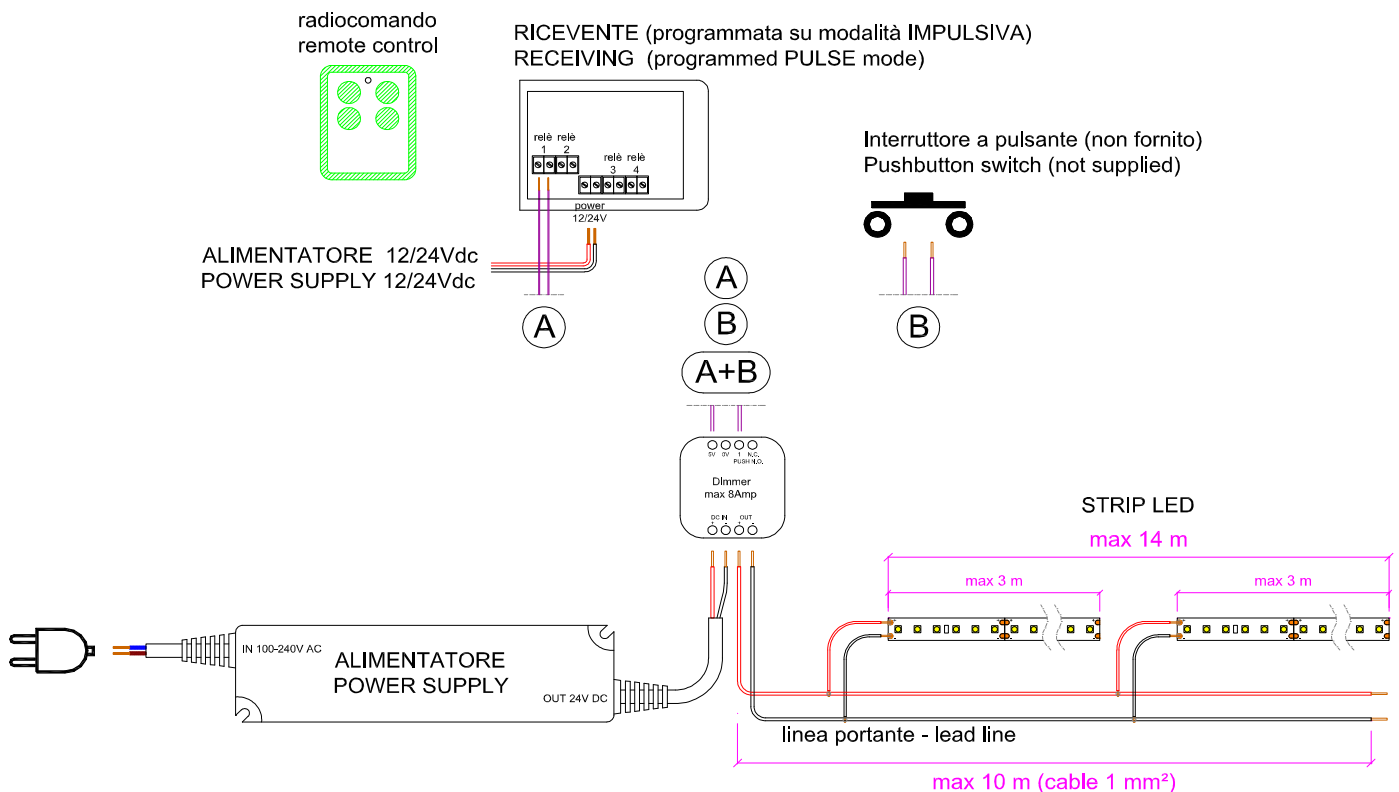 radiocomando
remote control
RICEVENTE (programmata su modalità IMPULSIVA)
RECEIVING (programmed PULSE mode)
relè relè
1 2
relè relè
3 4
power
12/24V
Interruttore a pulsante (non fornito)
Pushbutton switch (not supplied)
ALIMENTATORE 12/24Vdc
POWER SUPPLY 12/24Vdc
A
A
B
B
A+B
5V 0V 1 N.C.
PUSH N.O.
DImmer
max 8Amp
DC IN OUT
+ - + -
STRIP LED
max 14 m
max 3 m
max 3 m
IN 100-240V AC
ALIMENTATORE
POWER SUPPLY
OUT 24V DC
linea portante - lead line
max 10 m (cable 1 mm²)